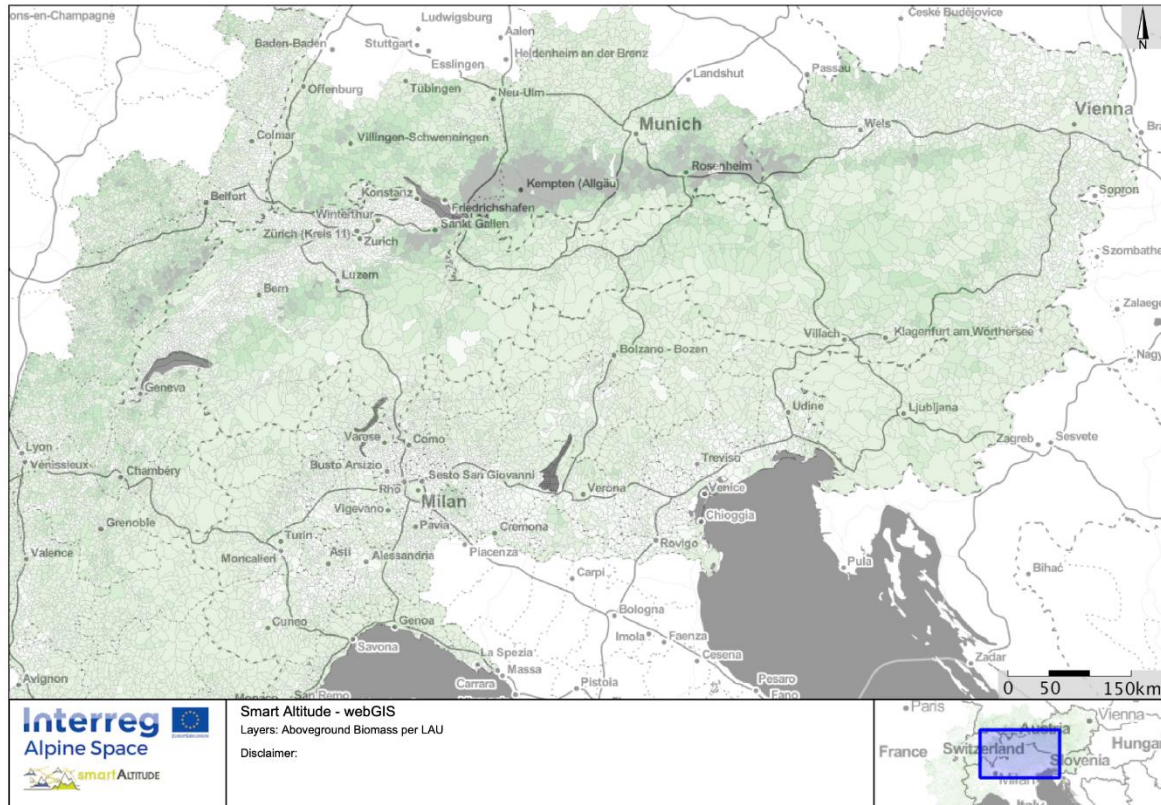 ons-en-Champagne
Ludwigsburg
Aalen
České Budějovice
N
Baden-Baden
Stuttgart
Heidenheim an der Brenz
Esslingen
Landshut
Passau
Offenburg
Tübingen
Neu-Ulm
Vienna
Colmar
Villingen-Schwenningen
Munich
Wels
Rosenheim
Belfort
Konstanz
Kempten (Allgäu)
Sopron
Friedrichshafen
Winterthur
Sankt Gallen
Zürich (Kreis 11)
Zurich
Szombathe
Luzern
Bern
Zalaege
Villach
Klagenfurt am Wörthersee
Bolzano - Bozen
Nagy
Geneva
Udine
Ljubljana
Lyon
Varese
Como
Zagreb
Sesvete
Vénissieux
Chambéry
Busto Arsizio
Sesto San Giovanni
Treviso
Rho
Milan
Verona
Venice
Vigevano
Chioggia
Grenoble
Pavia
Cremona
Turin
Rovigo
Valence
Moncalieri
Asti
Alessandria
Piacenza
Carpi
Pula
Bihać
Bologna
Cuneo
Genoa
Imola
Faenza
Savona
Cesena
La Spezia
Zadar
Massa
Avignon
Carrara
Pistoia
Pesaro
Monaco
San Remo
Fano
0 50 150km
Interreg
Alpine Space
smartALTITUDE
Smart Altitude - webGIS
Layers: Aboveground Biomass per LAU
Disclaimer:
Paris
Vienna
Austria
France
Switzerland
Hungar
Slovenia
Milan